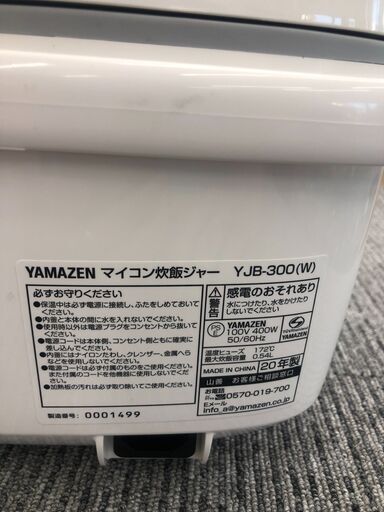 YAMAZEN マイコン炊飯ジャー YJB-300(W)
必ずお守りください
●保温中は必ず電源に接続し、ふたをしめておいてください。
●内釜と本体の間に水を入れないでください。
●使用時以外は電源プラグをコンセントから抜いてください。
●電源コードは本体側、コンセント側ともに確実に差し込んでください。
●内釜にはナイロンたわし、クレンザー、金属へらなどを使用しないでください。
●電源コードは必ず付属のものをご使用ください。また付属のコードを他機器に使用しないでください。
●加熱板の汚れは必ず取り除いてご使用ください。
製造番号: 0001499
警告
感電のおそれあり
水につけたり、水をかけたりしないでください。
PS E
YAMAZEN
100V 400W
50/60Hz
温度ヒューズ 172℃
最大炊飯容量 0.54L
MADE IN CHINA 20年製
山善 お客様ご相談窓口
0570-019-700
Eメール
info_a@yamazen.co.jp